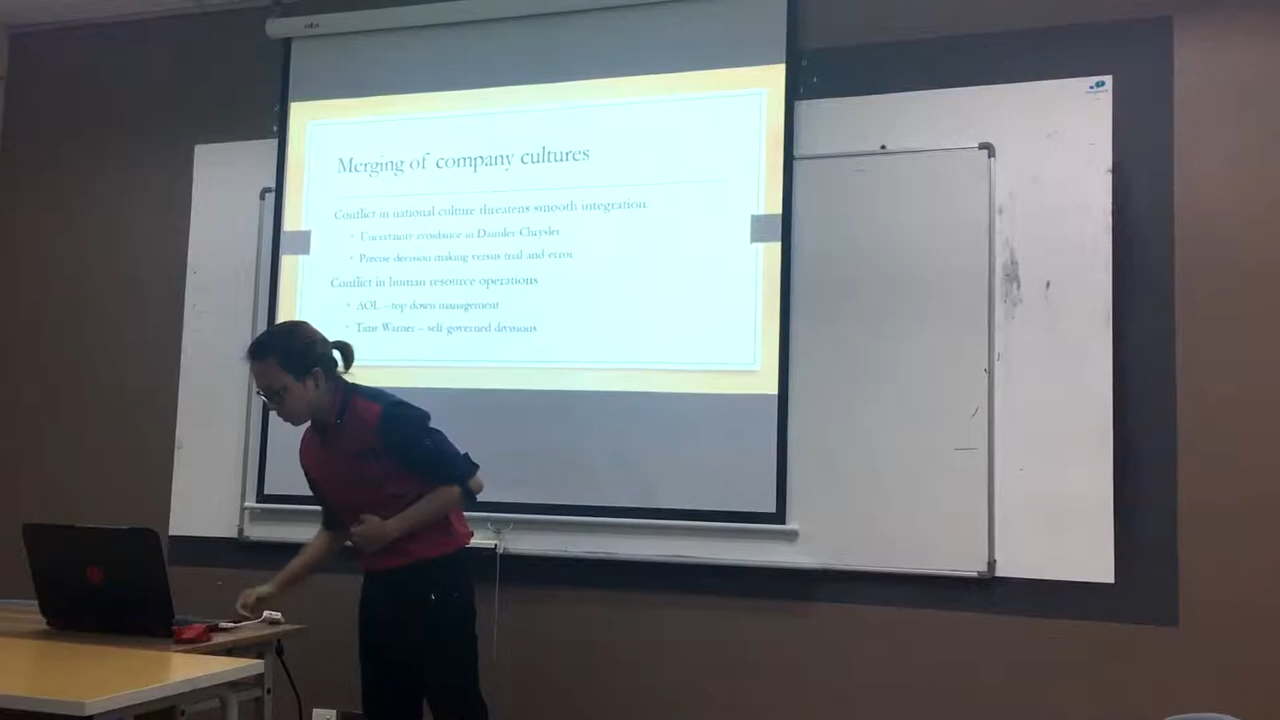 Merging of company cultures
Conflict in national culture threatens smooth integration.
Uncertainty avoidance in Daimler Chrysler
Precise decision making versus trial and error
Conflict in human resource operations
AOL – top down management
Time Warner – self-governed divisions